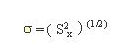 σ = ( S²ₓ ) ⁽¹/²⁾